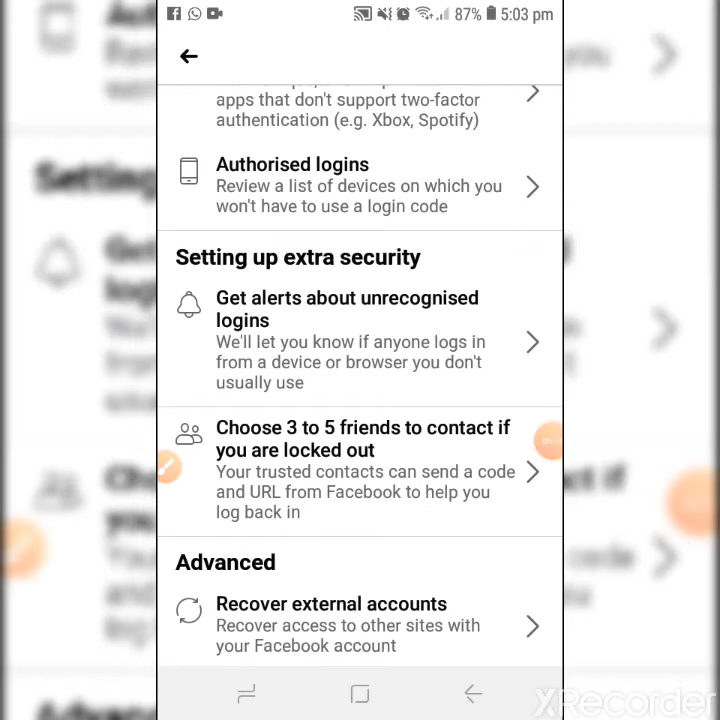 87% 5:03 pm
apps that don't support two-factor
authentication (e.g. Xbox, Spotify)
Authorised logins
Review a list of devices on which you
won't have to use a login code
Setting up extra security
Get alerts about unrecognised
logins
We'll let you know if anyone logs in
from a device or browser you don't
usually use
Choose 3 to 5 friends to contact if
you are locked out
Your trusted contacts can send a code
and URL from Facebook to help you
log back in
Advanced
Recover external accounts
Recover access to other sites with
your Facebook account
XRecorder